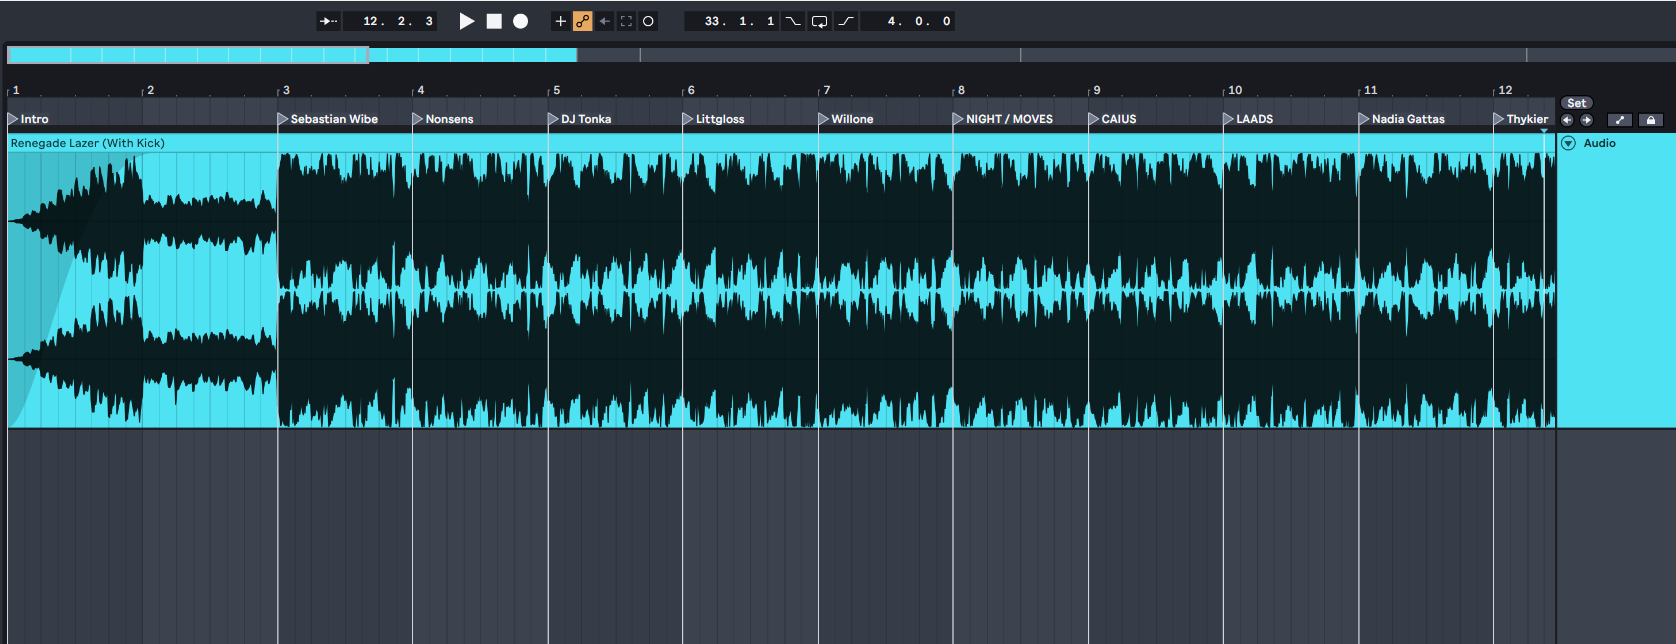 12. 2. 3 33. 1. 1 4. 0. 0
1 2 3 4 5 6 7 8 9 10 11 12
Set
Intro Sebastian Wibe Nonsens DJ Tonka Littgloss Willone NIGHT / MOVES CAIUS LAADS Nadia Gattas Thykier
Renegade Lazer (With Kick)
Audio